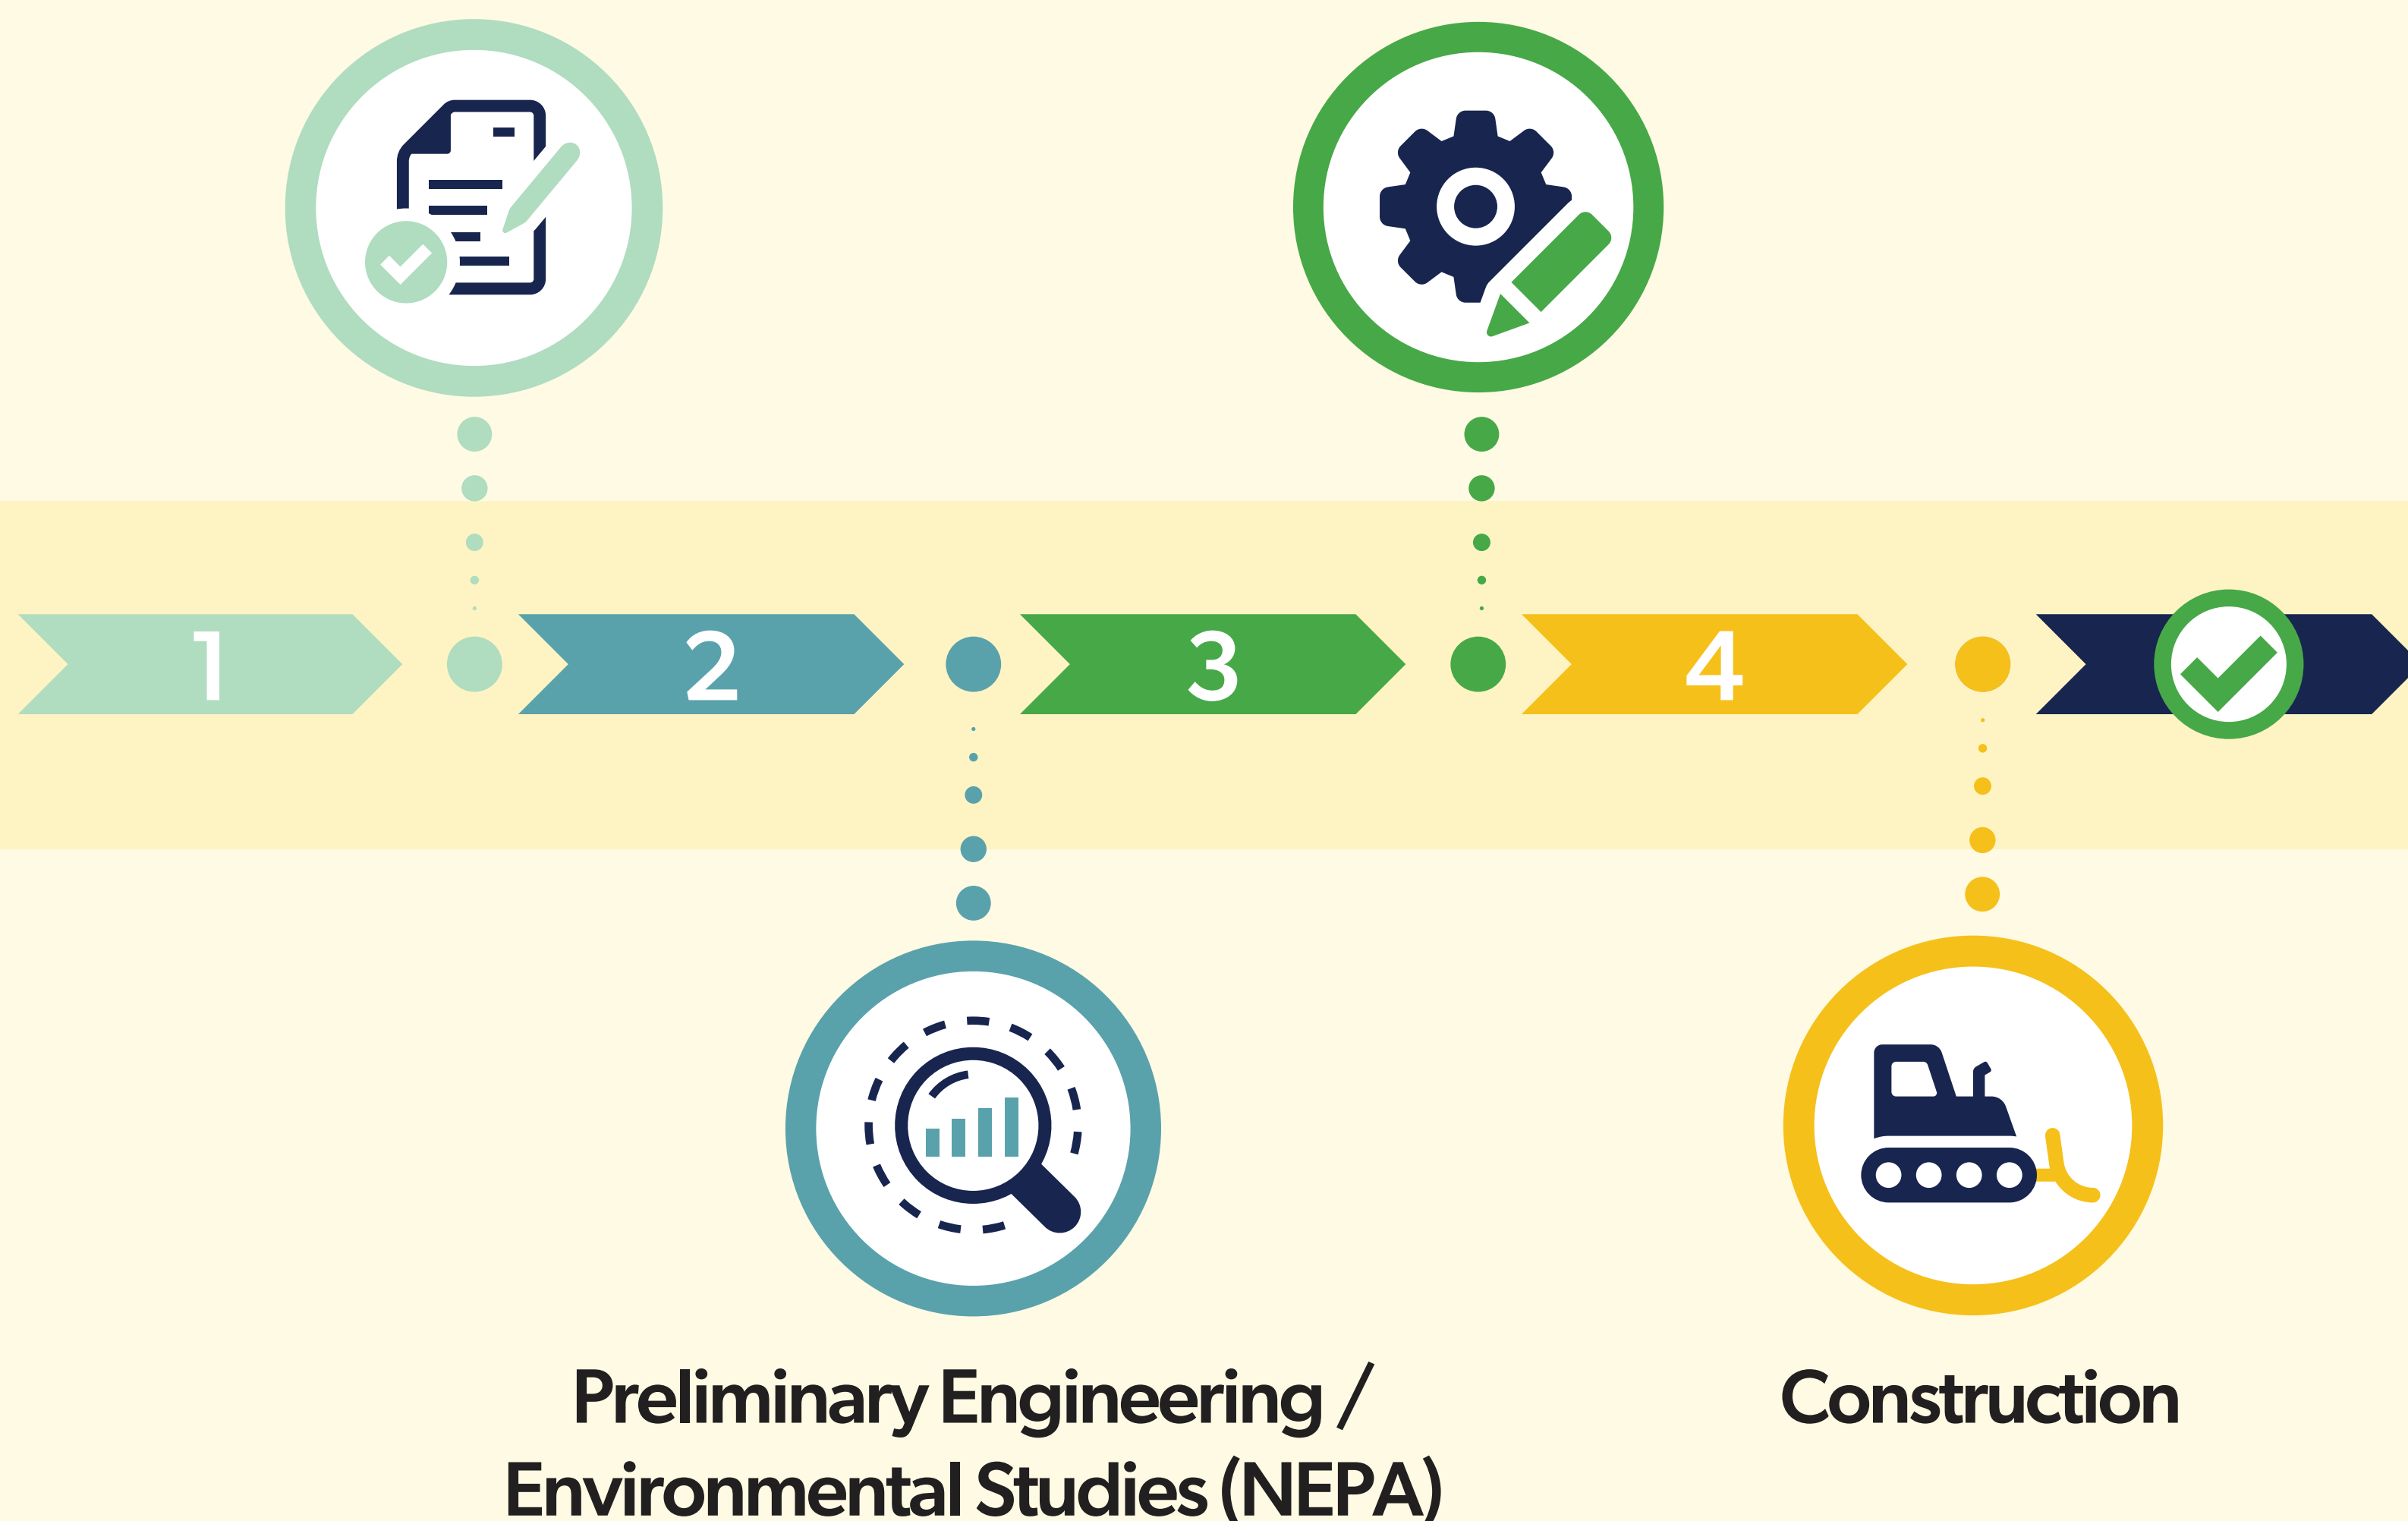 1
2
3
4
Preliminary Engineering /
Environmental Studies (NEPA)
Construction